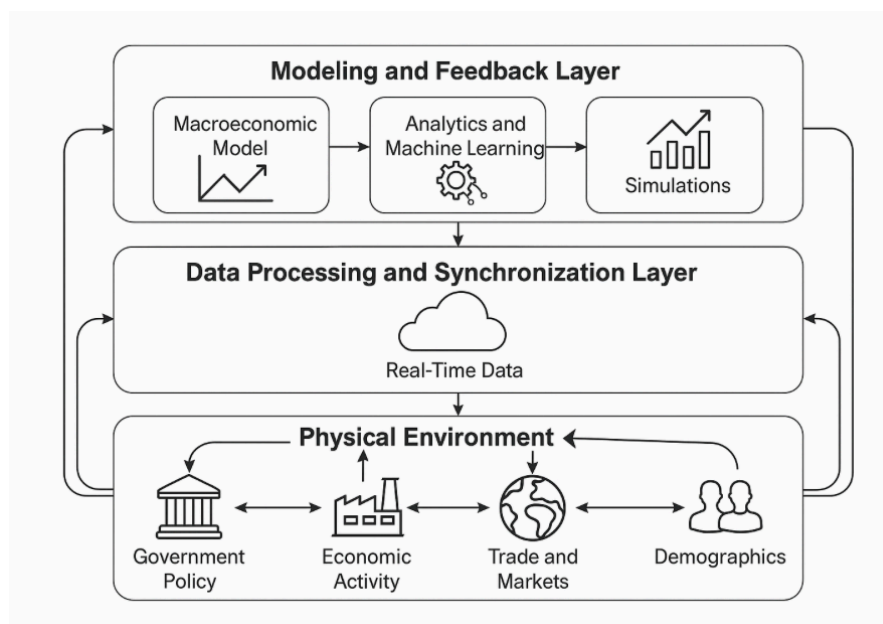 Modeling and Feedback Layer
Macroeconomic
Model
Analytics and
Machine Learning
Simulations
Data Processing and Synchronization Layer
Real-Time Data
Physical Environment
Government
Policy
Economic
Activity
Trade and
Markets
Demographics